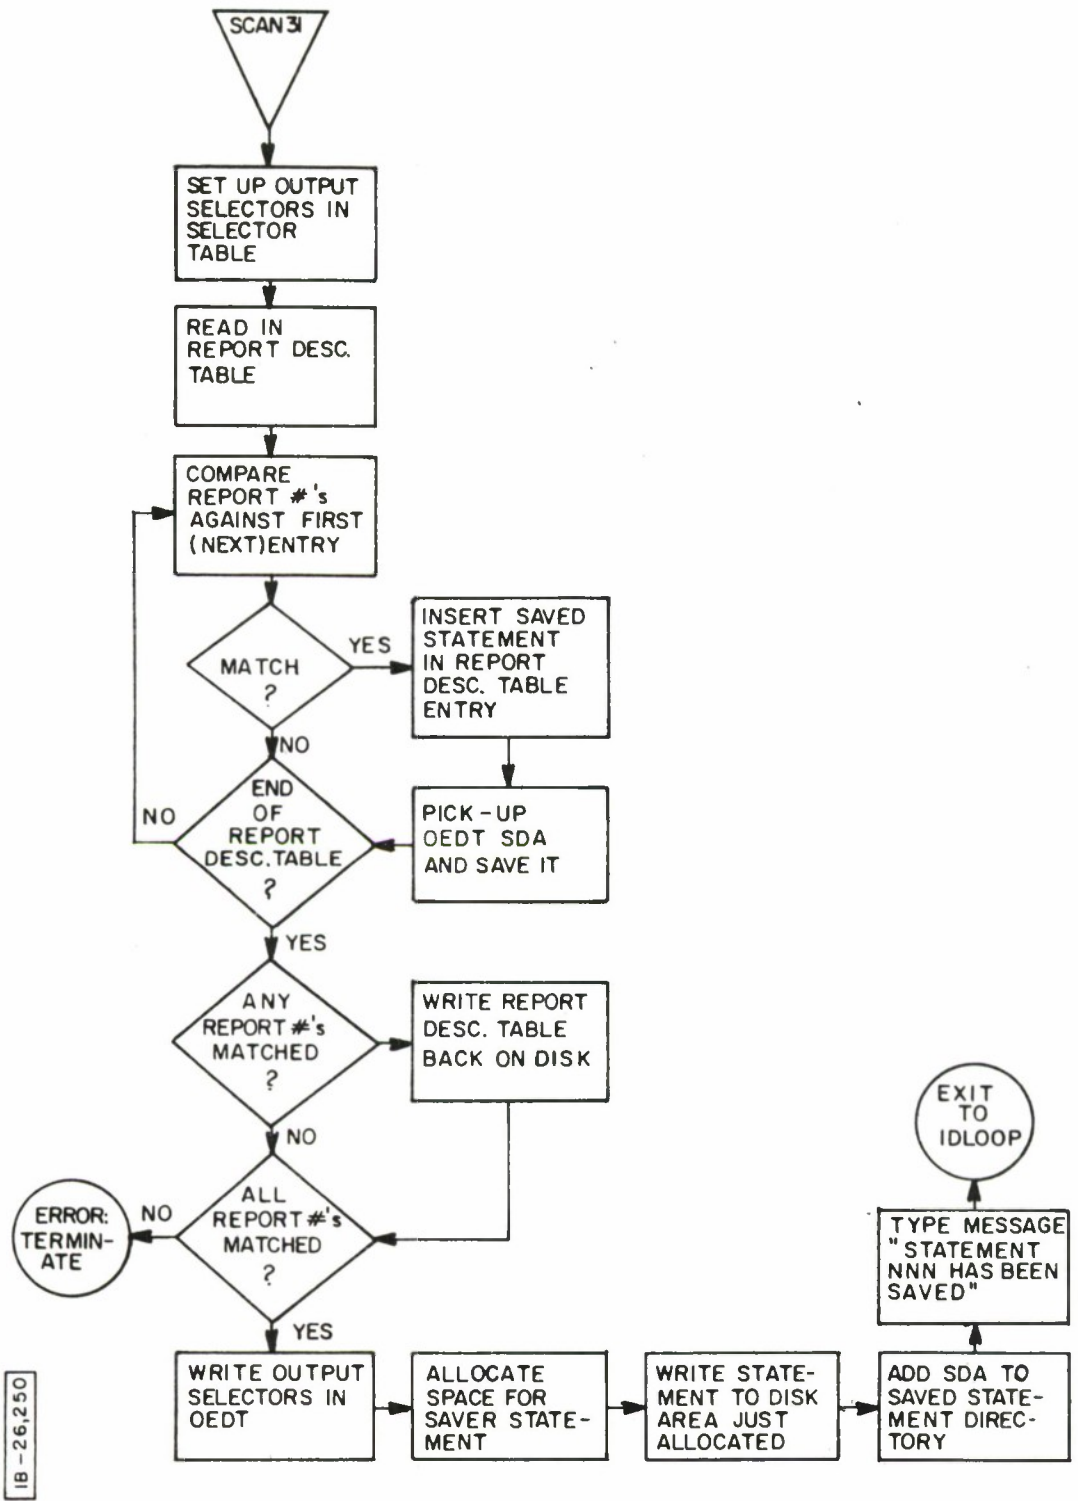 SCAN 31
SET UP OUTPUT
SELECTORS IN
SELECTOR
TABLE
READ IN
REPORT DESC.
TABLE
COMPARE
REPORT #'s
AGAINST FIRST
(NEXT)ENTRY
MATCH
?
YES
INSERT SAVED
STATEMENT
IN REPORT
DESC. TABLE
ENTRY
NO
END
OF
REPORT
DESC.TABLE
?
NO
PICK-UP
OEDT SDA
AND SAVE IT
YES
ANY
REPORT #'s
MATCHED
?
WRITE REPORT
DESC. TABLE
BACK ON DISK
NO
ALL
REPORT #'s
MATCHED
?
NO
ERROR:
TERMIN-
ATE
YES
WRITE OUTPUT
SELECTORS IN
OEDT
ALLOCATE
SPACE FOR
SAVER STATE-
MENT
WRITE STATE-
MENT TO DISK
AREA JUST
ALLOCATED
ADD SDA TO
SAVED STATE-
MENT DIREC-
TORY
TYPE MESSAGE
"STATEMENT
NNN HAS BEEN
SAVED"
EXIT
TO
IDLOOP
IB-26,250